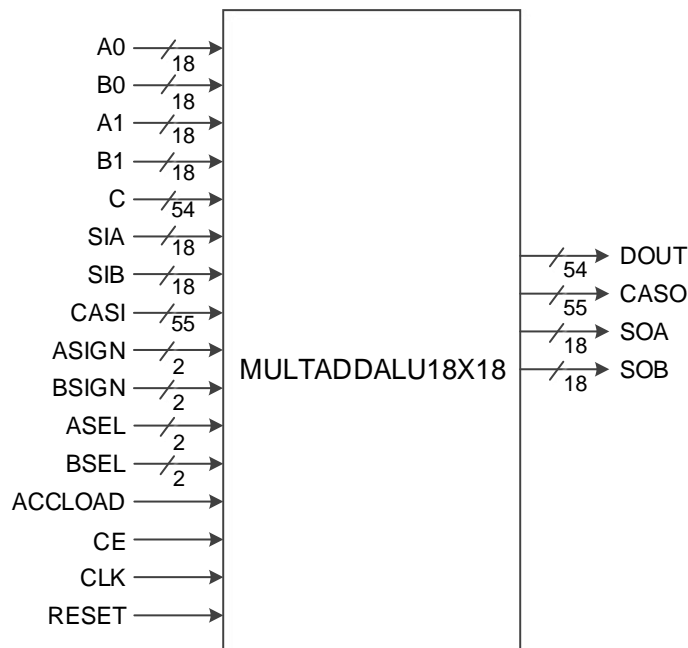 A0
18
B0
18
A1
18
B1
18
C
54
SIA
18
SIB
18
CASI
55
ASIGN
2
BSIGN
2
ASEL
2
BSEL
2
ACCLOAD
CE
CLK
RESET
MULTADDALU18X18
DOUT
54
CASO
55
SOA
18
SOB
18